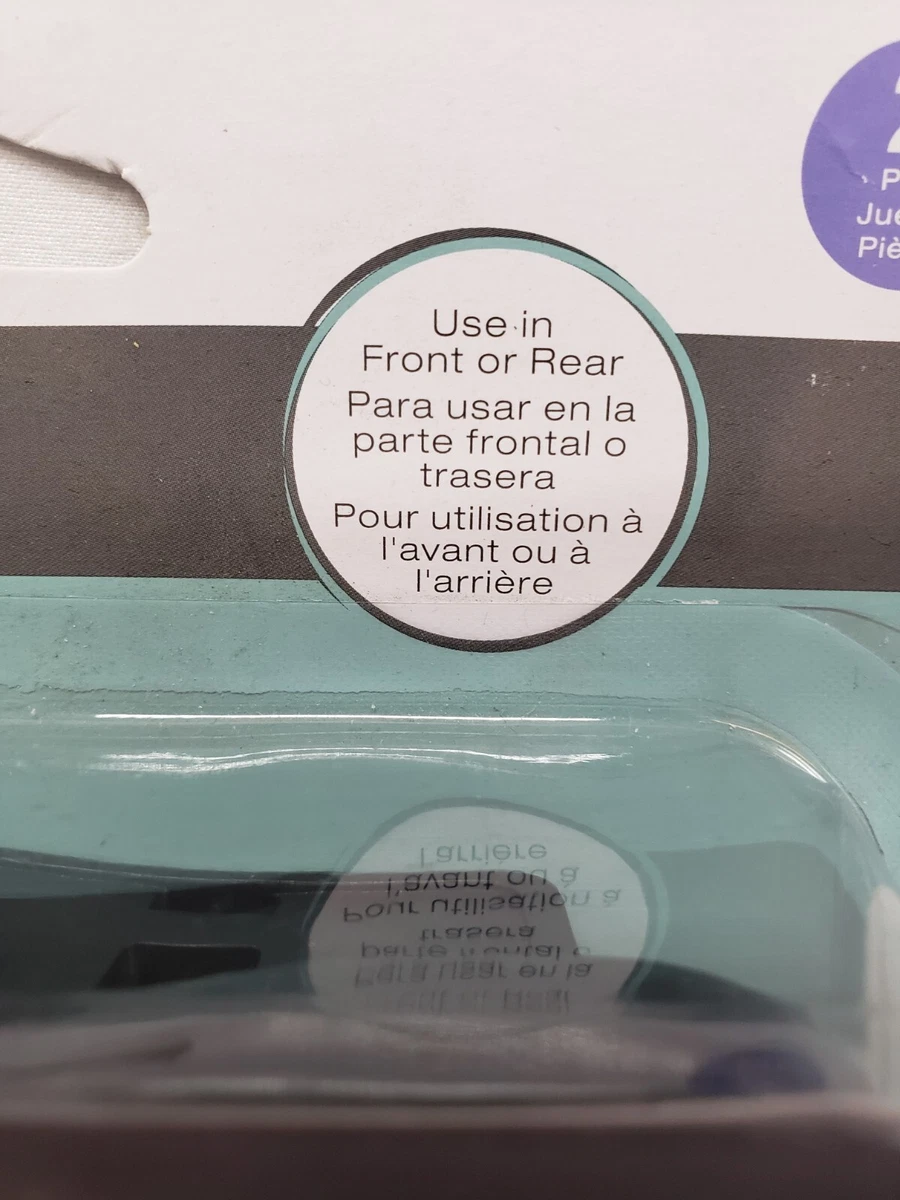 Use in
Front or Rear
Para usar en la
parte frontal o
trasera
Pour utilisation à
l'avant ou à
l'arrière